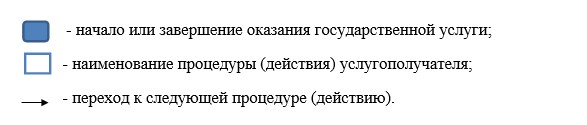 - начало или завершение оказания государственной услуги;
- наименование процедуры (действия) услугополучателя;
- переход к следующей процедуре (действию).